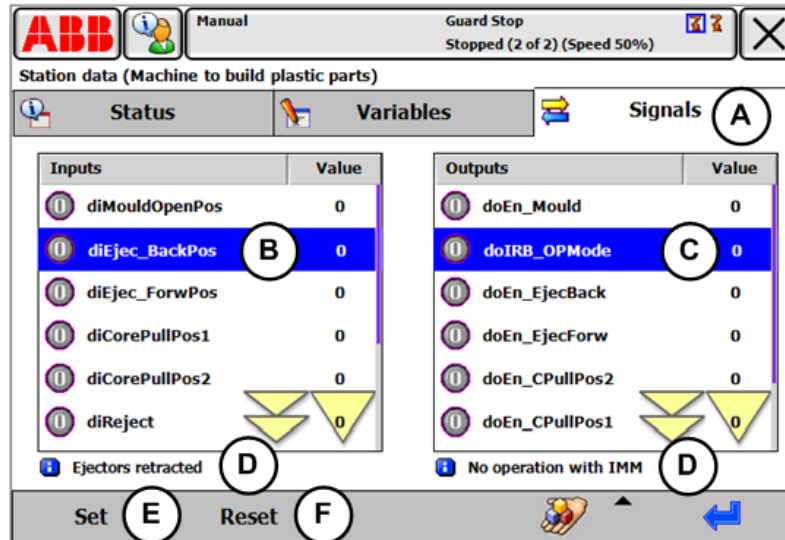 ABB
Manual
Guard Stop
Stopped (2 of 2) (Speed 50%)
Station data (Machine to build plastic parts)
Status Variables Signals A
Inputs Value
diMouldOpenPos 0
diEjec_BackPos B 0
diEjec_ForwPos 0
diCorePullPos1 0
diCorePullPos2 0
diReject 0
Ejectors retracted D
Outputs Value
doEn_Mould 0
doIRB_OPMode C 0
doEn_EjecBack 0
doEn_EjecForw 0
doEn_CPullPos2 0
doEn_CPullPos1 0
No operation with IMM D
Set E Reset F